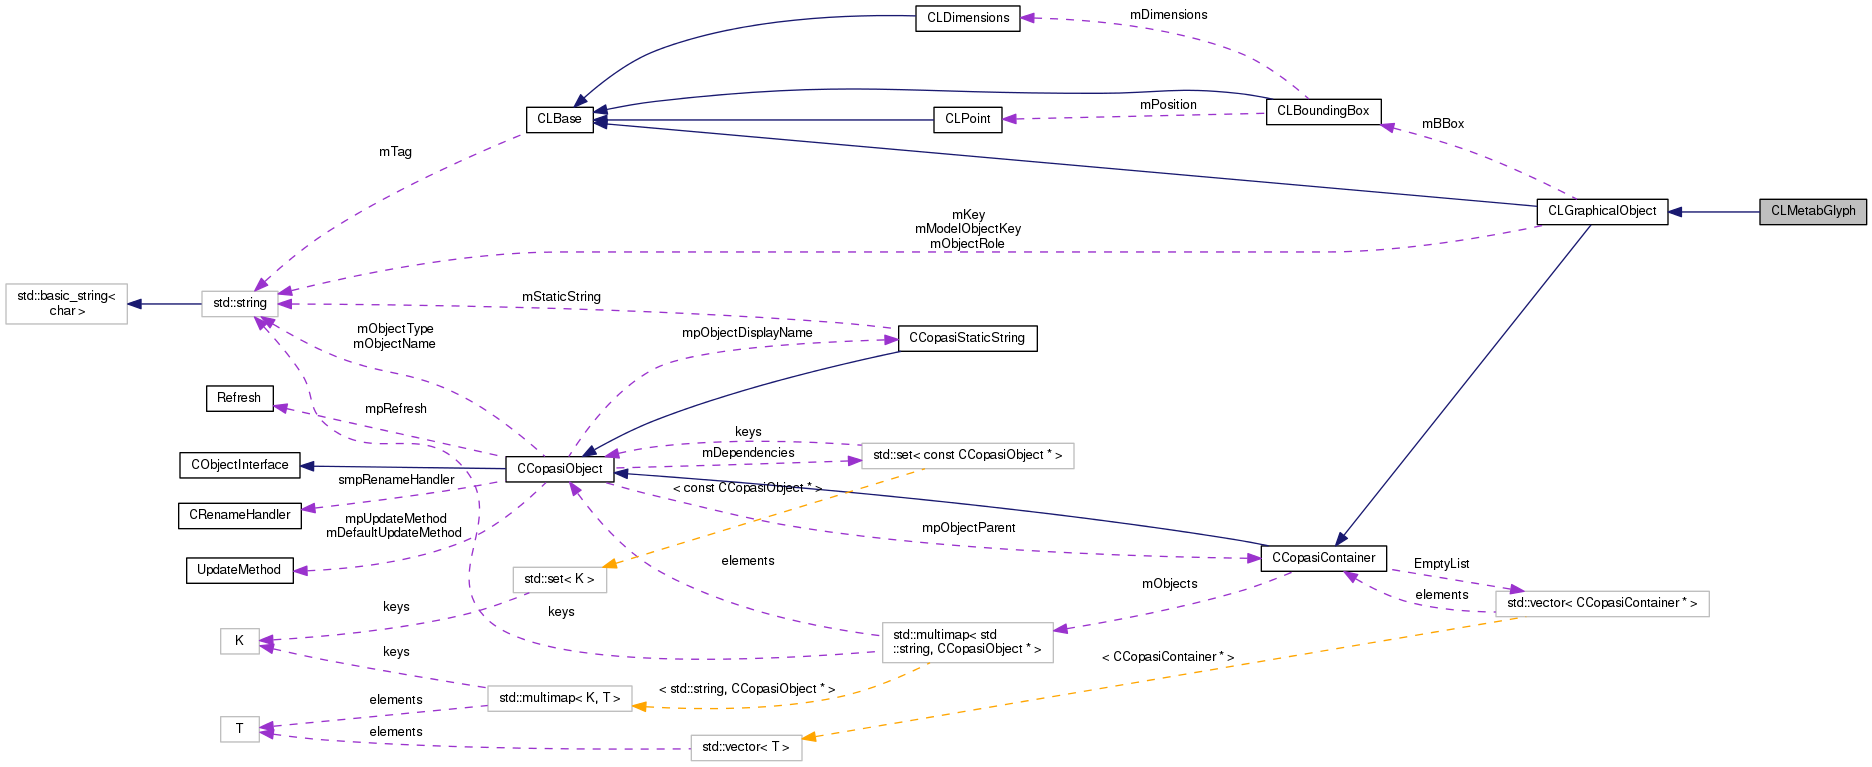 CLDimensions
mDimensions
CLBase
CLPoint
mPosition
CLBoundingBox
mBBox
mTag
CLGraphicalObject
CLMetabGlyph
mKey
mModelObjectKey
mObjectRole
std::basic_string<
char >
std::string
mStaticString
mObjectType
mObjectName
mpObjectDisplayName
CCopasiStaticString
Refresh
mpRefresh
keys
CObjectInterface
CCopasiObject
mDependencies
std::set< const CCopasiObject * >
smpRenameHandler
< const CCopasiObject * >
CRenameHandler
mpUpdateMethod
mDefaultUpdateMethod
mpObjectParent
UpdateMethod
elements
CCopasiContainer
EmptyList
std::set< K >
mObjects
elements
std::vector< CCopasiContainer * >
keys
keys
K
std::multimap< std
::string, CCopasiObject * >
keys
< CCopasiContainer * >
< std::string, CCopasiObject * >
std::multimap< K, T >
elements
T
elements
std::vector< T >